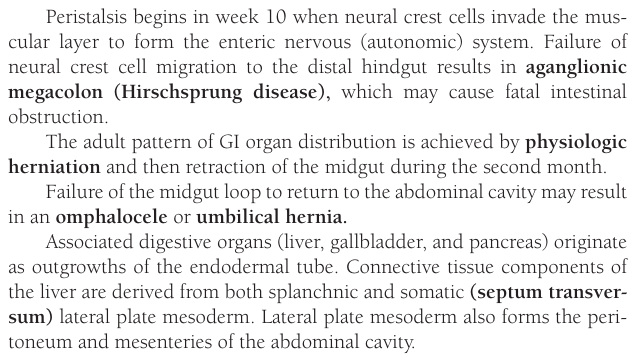 Peristalsis begins in week 10 when neural crest cells invade the mus-
cular layer to form the enteric nervous (autonomic) system. Failure of
neural crest cell migration to the distal hindgut results in aganglionic
megacolon (Hirschsprung disease), which may cause fatal intestinal
obstruction.
The adult pattern of GI organ distribution is achieved by physiologic
herniation and then retraction of the midgut during the second month.
Failure of the midgut loop to return to the abdominal cavity may result
in an omphalocele or umbilical hernia.
Associated digestive organs (liver, gallbladder, and pancreas) originate
as outgrowths of the endodermal tube. Connective tissue components of
the liver are derived from both splanchnic and somatic (septum transver-
sum) lateral plate mesoderm. Lateral plate mesoderm also forms the peri-
toneum and mesenteries of the abdominal cavity.